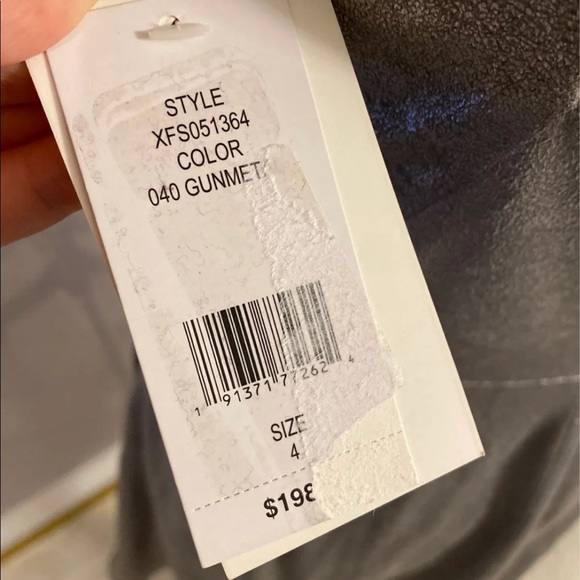 STYLE
XFS051364
COLOR
040 GUNMET
1 91371 77262 4
SIZE
4
$198